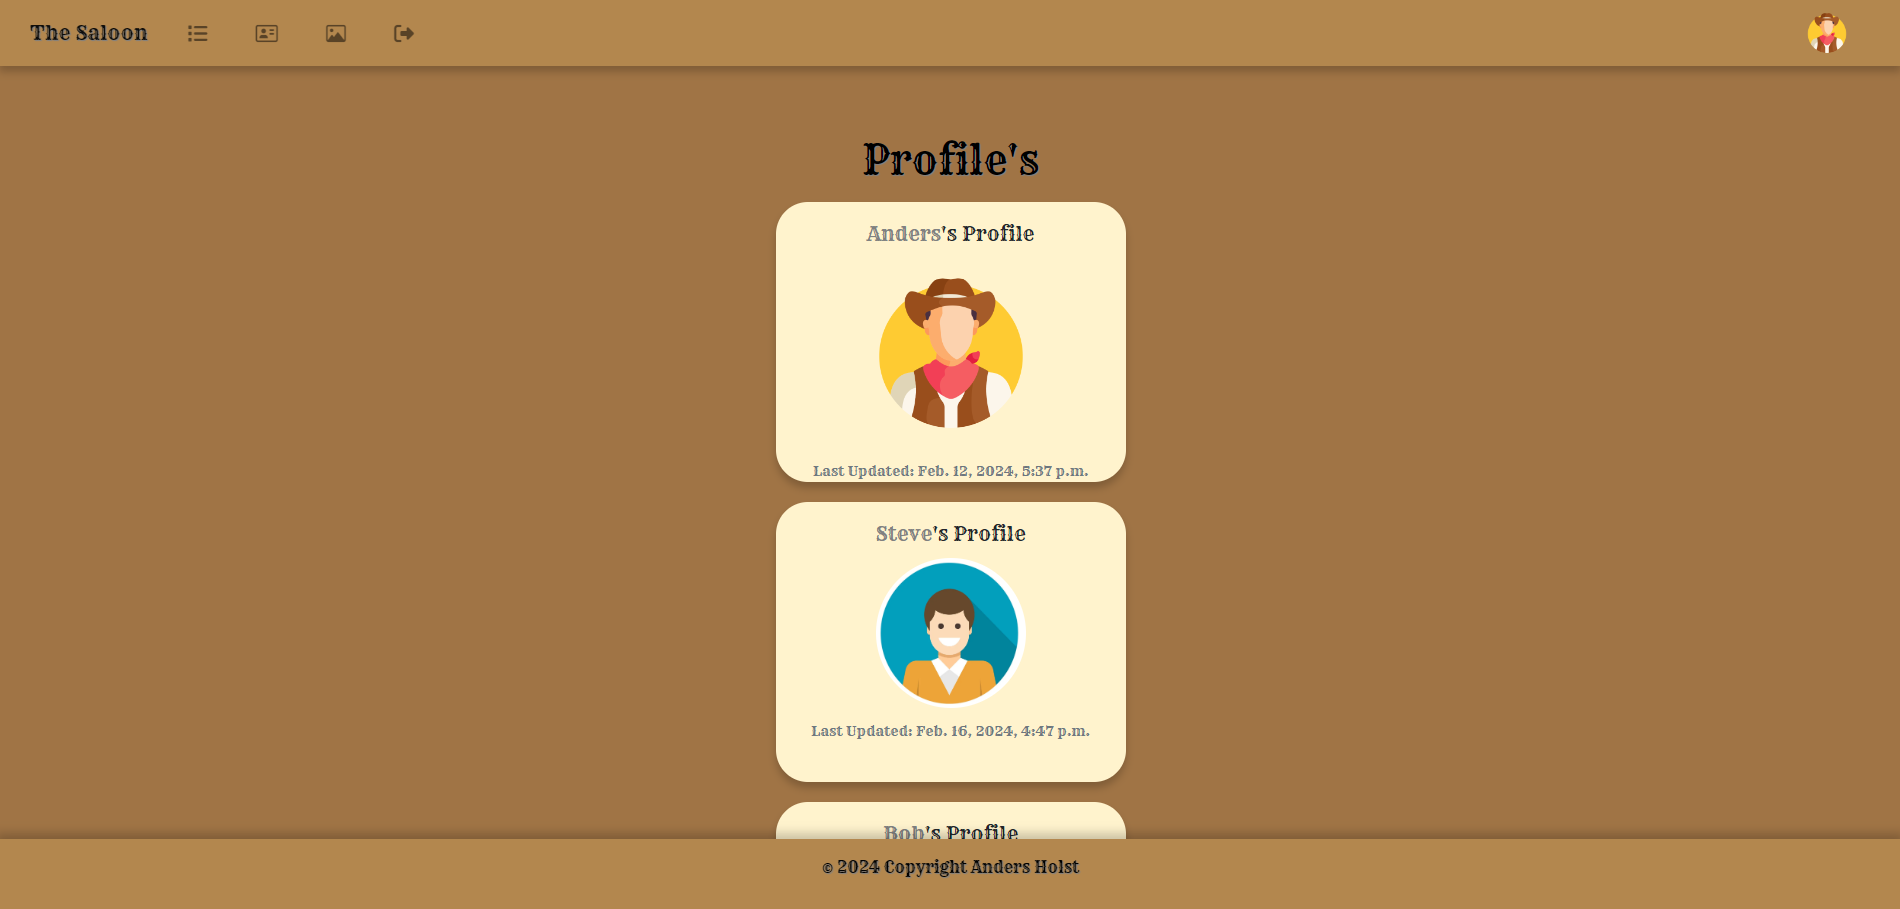 The Saloon
Profile's
Anders's Profile
Last Updated: Feb. 12, 2024, 5:37 p.m.
Steve's Profile
Last Updated: Feb. 16, 2024, 4:47 p.m.
Bob's Profile
© 2024 Copyright Anders Holst